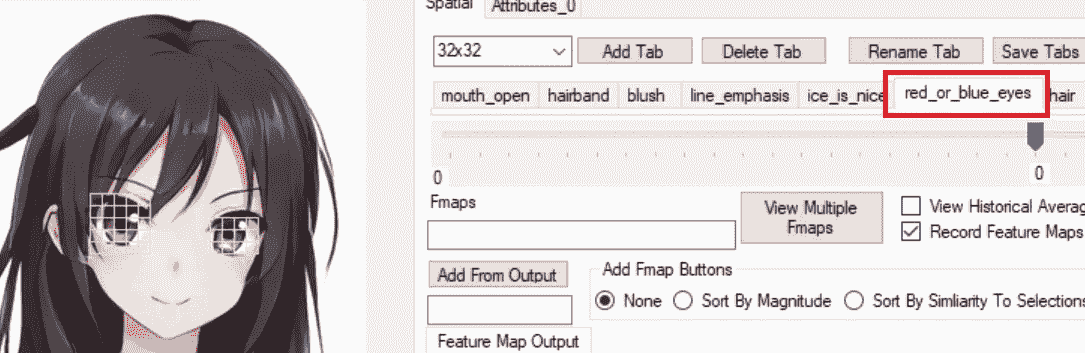 Spatial Attributes_0
32x32 Add Tab Delete Tab Rename Tab Save Tabs
mouth_open hairband blush line_emphasis ice_is_nice red_or_blue_eyes hair
0 0
Fmaps
View Multiple Fmaps
View Historical Averag
Record Feature Maps
Add From Output
Add Fmap Buttons
None Sort By Magnitude Sort By Simliarity To Selections
Feature Map Output